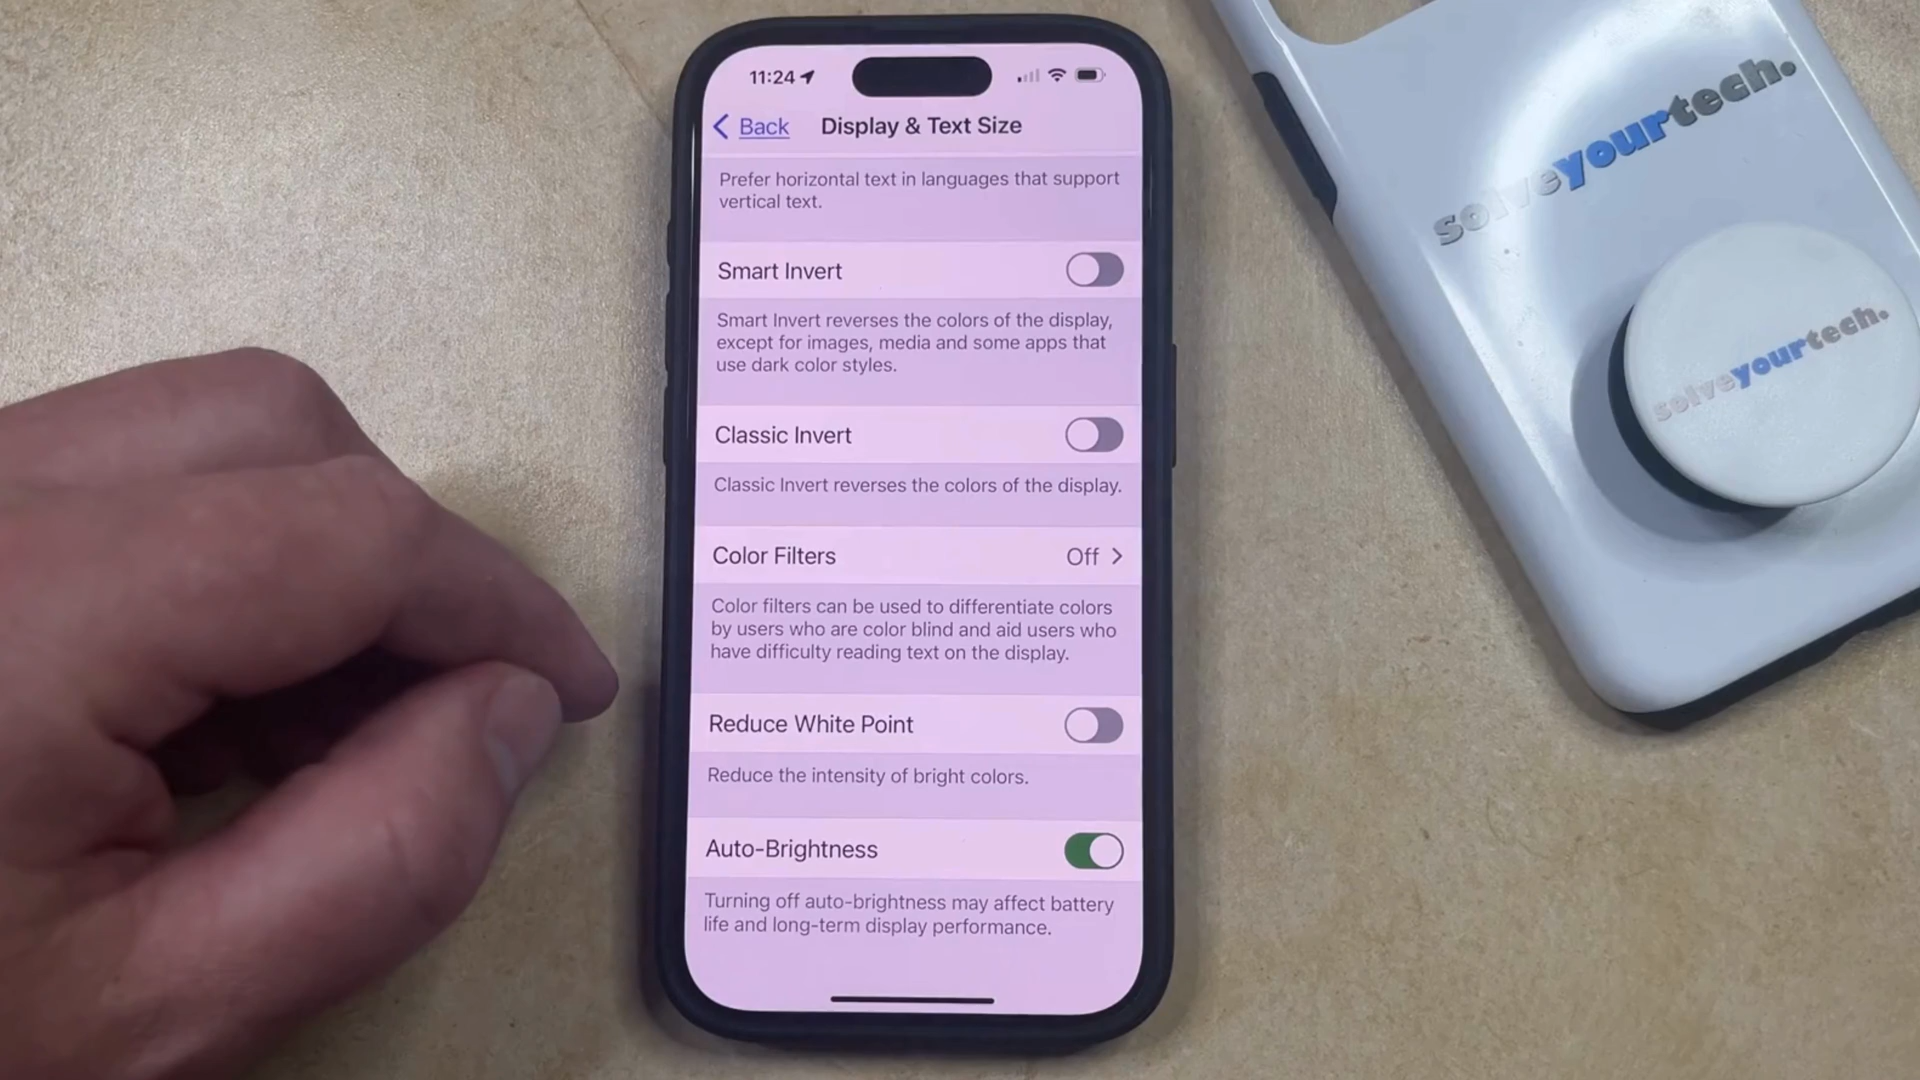 11:24
Back
Display & Text Size
Prefer horizontal text in languages that support
vertical text.
Smart Invert
Smart Invert reverses the colors of the display,
except for images, media and some apps that
use dark color styles.
Classic Invert
Classic Invert reverses the colors of the display.
Color Filters
Off
Color filters can be used to differentiate colors
by users who are color blind and aid users who
have difficulty reading text on the display.
Reduce White Point
Reduce the intensity of bright colors.
Auto-Brightness
Turning off auto-brightness may affect battery
life and long-term display performance.
solveyourtech.
solveyourtech.